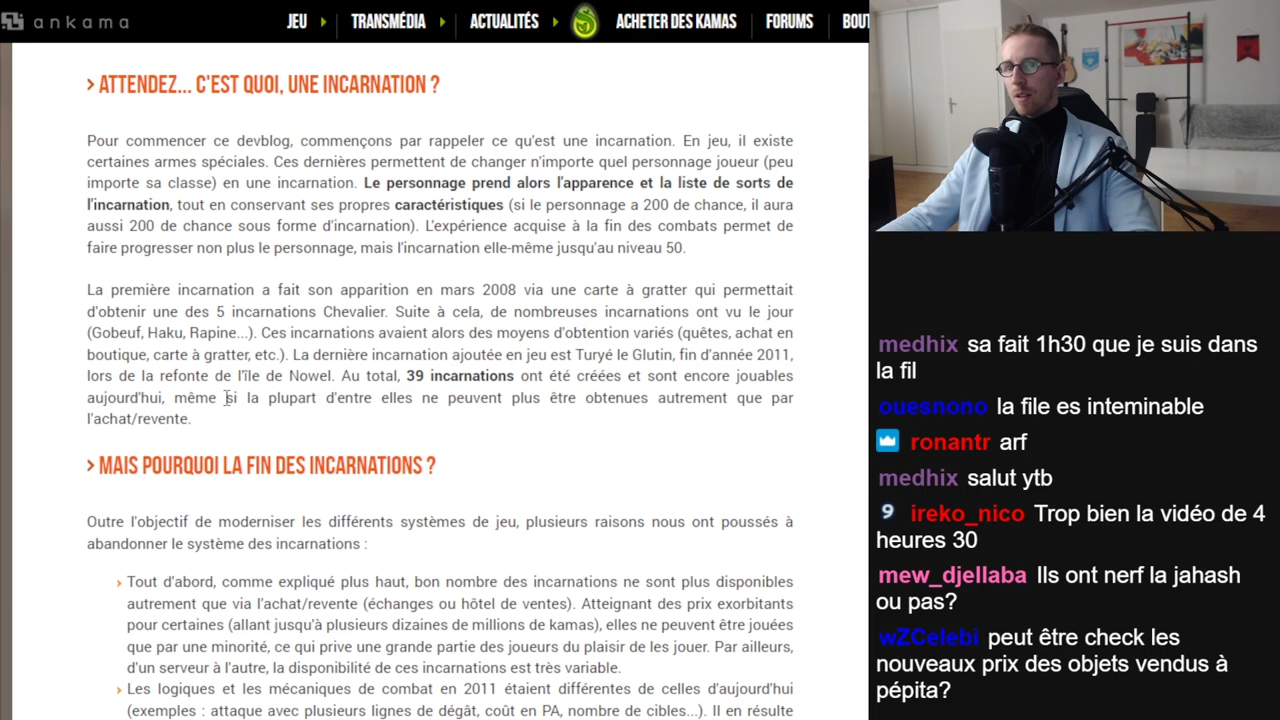 ankama
JEU
TRANSMÉDIA
ACTUALITÉS
ACHETER DES KAMAS
FORUMS
BOUT
> ATTENDEZ... C'EST QUOI, UNE INCARNATION ?
Pour commencer ce devblog, commençons par rappeler ce qu'est une incarnation. En jeu, il existe
certaines armes spéciales. Ces dernières permettent de changer n'importe quel personnage joueur (peu
importe sa classe) en une incarnation. Le personnage prend alors l'apparence et la liste de sorts de
l'incarnation, tout en conservant ses propres caractéristiques (si le personnage a 200 de chance, il aura
aussi 200 de chance sous forme d'incarnation). L'expérience acquise à la fin des combats permet de
faire progresser non plus le personnage, mais l'incarnation elle-même jusqu'au niveau 50.
La première incarnation a fait son apparition en mars 2008 via une carte à gratter qui permettait
d'obtenir une des 5 incarnations Chevalier. Suite à cela, de nombreuses incarnations ont vu le jour
(Gobeuf, Haku, Rapine...). Ces incarnations avaient alors des moyens d'obtention variés (quêtes, achat en
boutique, carte à gratter, etc.). La dernière incarnation ajoutée en jeu est Turyé le Glutin, fin d'année 2011,
lors de la refonte de l'île de Nowel. Au total, 39 incarnations ont été créées et sont encore jouables
aujourd'hui, même si la plupart d'entre elles ne peuvent plus être obtenues autrement que par
l'achat/revente.
> MAIS POURQUOI LA FIN DES INCARNATIONS ?
Outre l'objectif de moderniser les différents systèmes de jeu, plusieurs raisons nous ont poussés à
abandonner le système des incarnations :
› Tout d'abord, comme expliqué plus haut, bon nombre des incarnations ne sont plus disponibles
autrement que via l'achat/revente (échanges ou hôtel de ventes). Atteignant des prix exorbitants
pour certaines (allant jusqu'à plusieurs dizaines de millions de kamas), elles ne peuvent être jouées
que par une minorité, ce qui prive une grande partie des joueurs du plaisir de les jouer. Par ailleurs,
d'un serveur à l'autre, la disponibilité de ces incarnations est très variable.
› Les logiques et les mécaniques de combat en 2011 étaient différentes de celles d'aujourd'hui
(exemples : attaque avec plusieurs lignes de dégât, coût en PA, nombre de cibles...). Il en résulte
medhix sa fait 1h30 que je suis dans
la fil
ouesnono la file es inteminable
ronantr arf
medhix salut ytb
9 ireko_nico Trop bien la vidéo de 4
heures 30
mew_djellaba Ils ont nerf la jahash
ou pas?
wZCelebi peut être check les
nouveaux prix des objets vendus à
pépita?